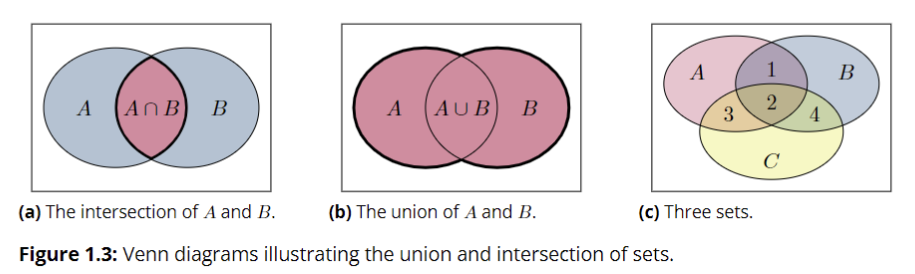 A A ∩ B B
A A ∪ B B
A 1 B
2
3 4
C
(a) The intersection of A and B.
(b) The union of A and B.
(c) Three sets.
Figure 1.3: Venn diagrams illustrating the union and intersection of sets.